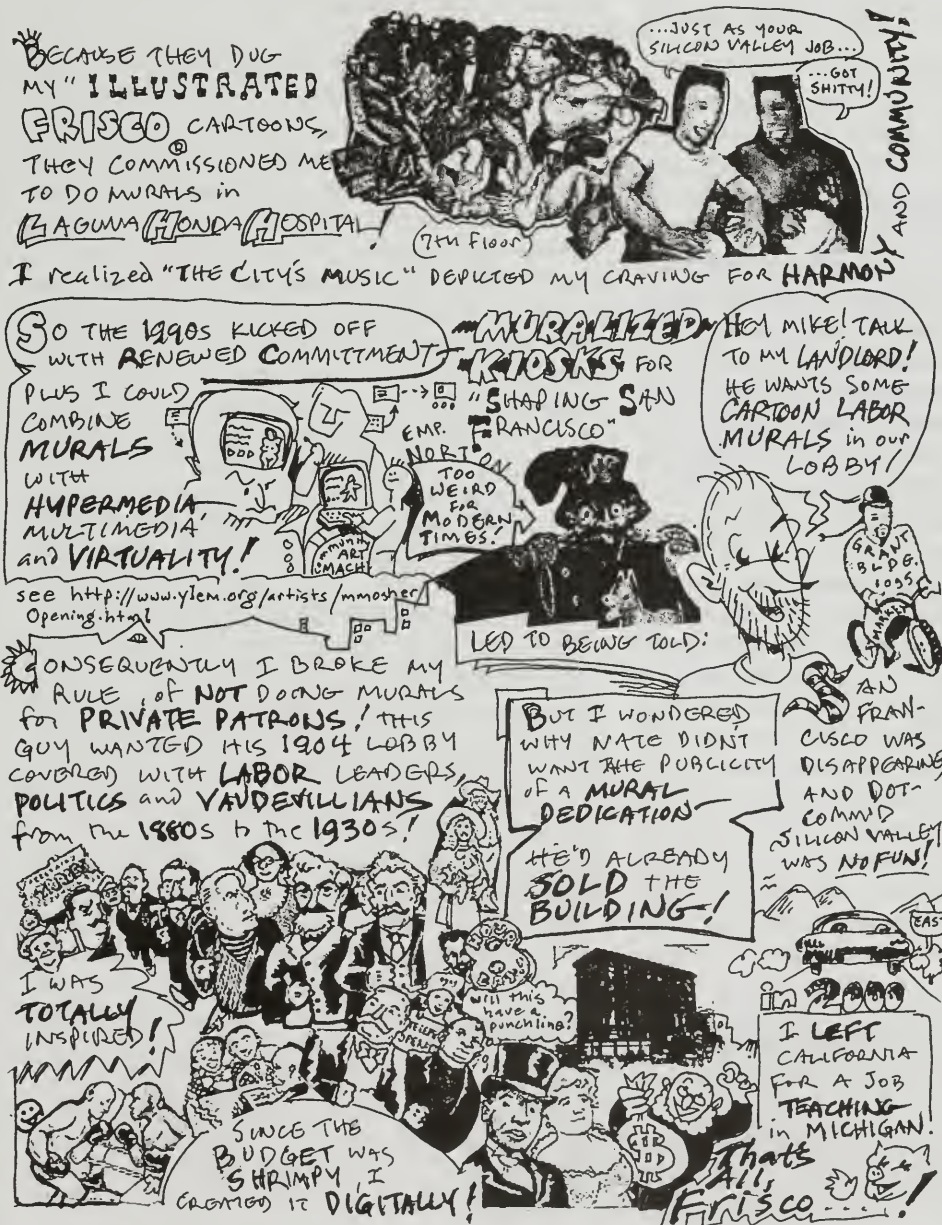 BECAUSE THEY DUG
MY "ILLUSTRATED
FRISCO® CARTOONS,
THEY COMMISSIONED ME
TO DO MURALS in
LAGUNA HONDA HOSPITAL!
(7th Floor)
...JUST AS YOUR
SILICON VALLEY JOB...
...GOT
SHITTY!
I realized "THE CITY'S MUSIC" DEPICTED MY CRAVING FOR HARMONY
AND COMMUNITY!
SO THE 1990s KICKED OFF
WITH RENEWED COMMITTMENT
PLUS I COULD
COMBINE
MURALS
WITH
HYPERMEDIA,
MULTIMEDIA
and VIRTUALITY!
ART
MACH
see http://www.ylem.org/artists/mmosher/
Opening.html
MURALIZED
KIOSKS FOR
"SHAPING SAN
FRANCISCO"
EMP.
NORTON
TOO
WEIRD
FOR
MODERN
TIMES!
LED TO BEING TOLD:
HEY MIKE! TALK
TO MY LANDLORD!
HE WANTS SOME
CARTOON LABOR
MURALS in our
LOBBY!
GRANT
BLDG.
1095
MARKET
CONSEQUENTLY I BROKE MY
RULE of NOT DOING MURALS
for PRIVATE PATRONS! THIS
GUY WANTED HIS 1904 LOBBY
COVERED WITH LABOR LEADERS,
POLITICS and VAUDEVILLIANS
from the 1880s to the 1930s!
I WAS
TOTALLY
INSPIRED!
SINCE THE
BUDGET WAS
SHRIMPY, I
CREATED IT DIGITALLY!
will this
have a
punchline?
BUT I WONDERED
WHY NATE DIDN'T
WANT THE PUBLICITY
of A MURAL
DEDICATION
HE'D ALREADY
SOLD THE
BUILDING!
SAN
FRAN-
CISCO WAS
DISAPPEARING
AND DOT-
COMM'D
SILICON VALLEY
WAS NO FUN!
EAST
in 2000
I LEFT
CALIFORNIA
FOR A JOB
TEACHING
in MICHIGAN!
That's
All,
Frisco.....!